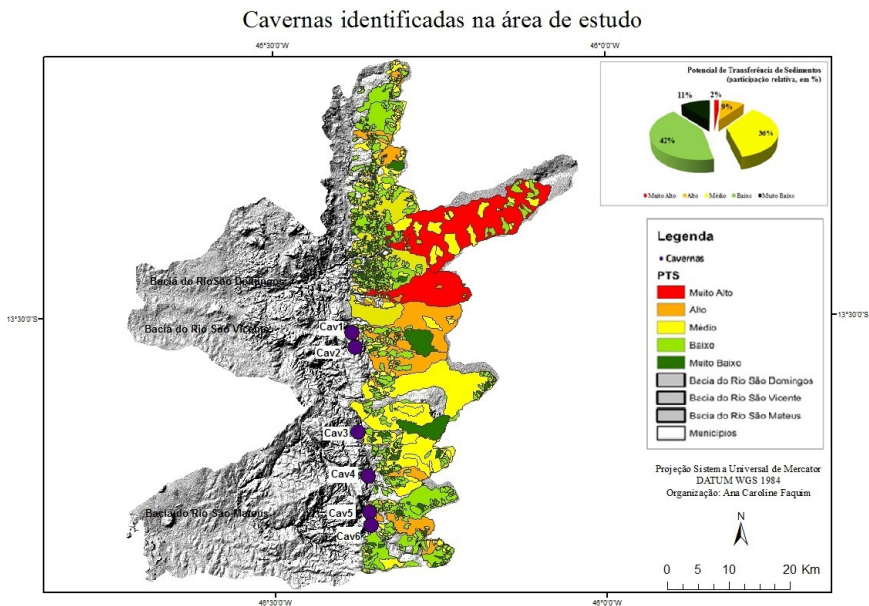 Cavernas identificadas na área de estudo
46°30'0"W
46°0'0"W
Potencial de Transferência de Sedimentos
(participação relativa, em %)
11%
2%
9%
36%
42%
Muito Alto
Alto
Médio
Baixo
Muito Baixo
Legenda
Cavernas
PTS
Muito Alto
Alto
Médio
Baixo
Muito Baixo
Bacia do Rio São Domingos
Bacia do Rio São Vicente
Bacia do Rio São Mateus
Municípios
Bacia do RioSão Domingos
13°30'0"S
13°30'0"S
Bacia do Rio São Vicente
Cav1
Cav2
Cav3
Cav4
Bacia do Rio São Mateus
Cav5
Cav6
Projeção Sistema Universal de Mercator
DATUM WGS 1984
Organização: Ana Caroline Faquim
N
0 5 10 20 Km
46°30'0"W
46°0'0"W